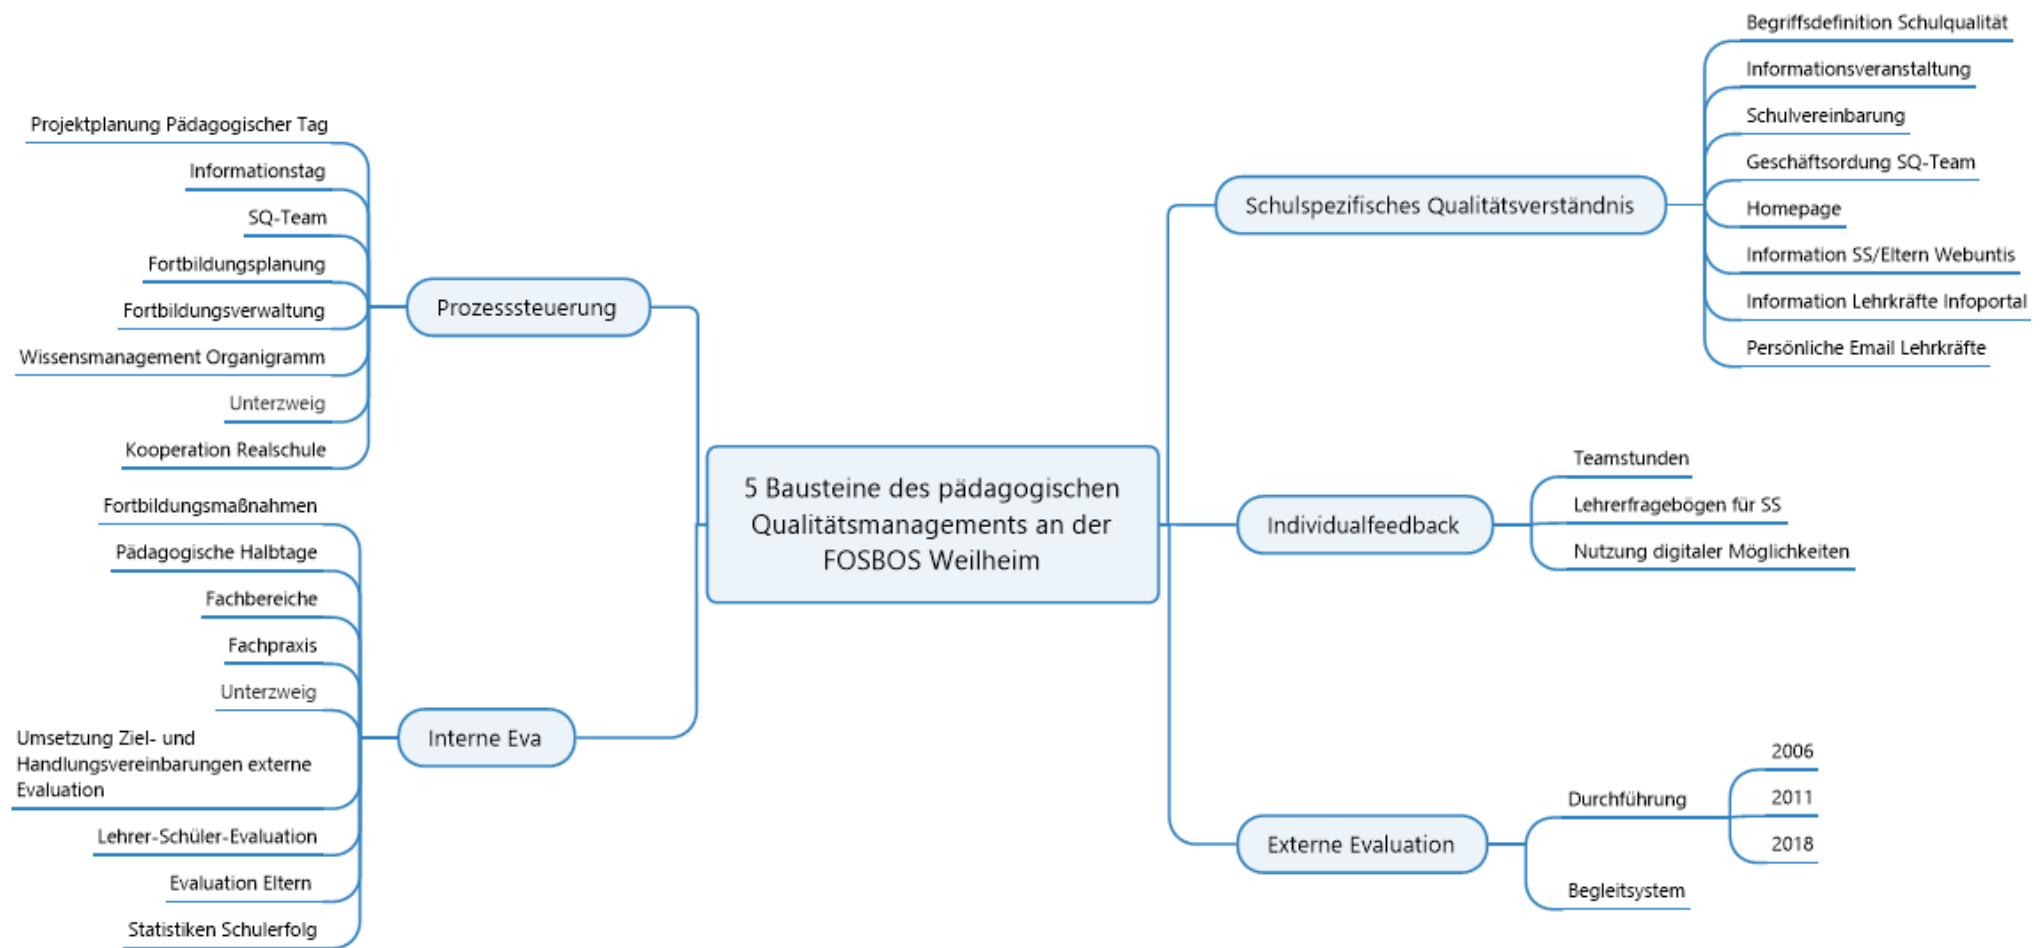 5 Bausteine des pädagogischen
Qualitätsmanagements an der
FOSBOS Weilheim
Schulspezifisches Qualitätsverständnis
Begriffsdefinition Schulqualität
Informationsveranstaltung
Schulvereinbarung
Geschäftsordung SQ-Team
Homepage
Information SS/Eltern Webuntis
Information Lehrkräfte Infoportal
Persönliche Email Lehrkräfte
Individualfeedback
Teamstunden
Lehrerfragebögen für SS
Nutzung digitaler Möglichkeiten
Externe Evaluation
Durchführung
2006
2011
2018
Begleitsystem
Prozesssteuerung
Projektplanung Pädagogischer Tag
Informationstag
SQ-Team
Fortbildungsplanung
Fortbildungsverwaltung
Wissensmanagement Organigramm
Unterzweig
Kooperation Realschule
Interne Eva
Fortbildungsmaßnahmen
Pädagogische Halbtage
Fachbereiche
Fachpraxis
Unterzweig
Umsetzung Ziel- und
Handlungsvereinbarungen externe
Evaluation
Lehrer-Schüler-Evaluation
Evaluation Eltern
Statistiken Schulerfolg